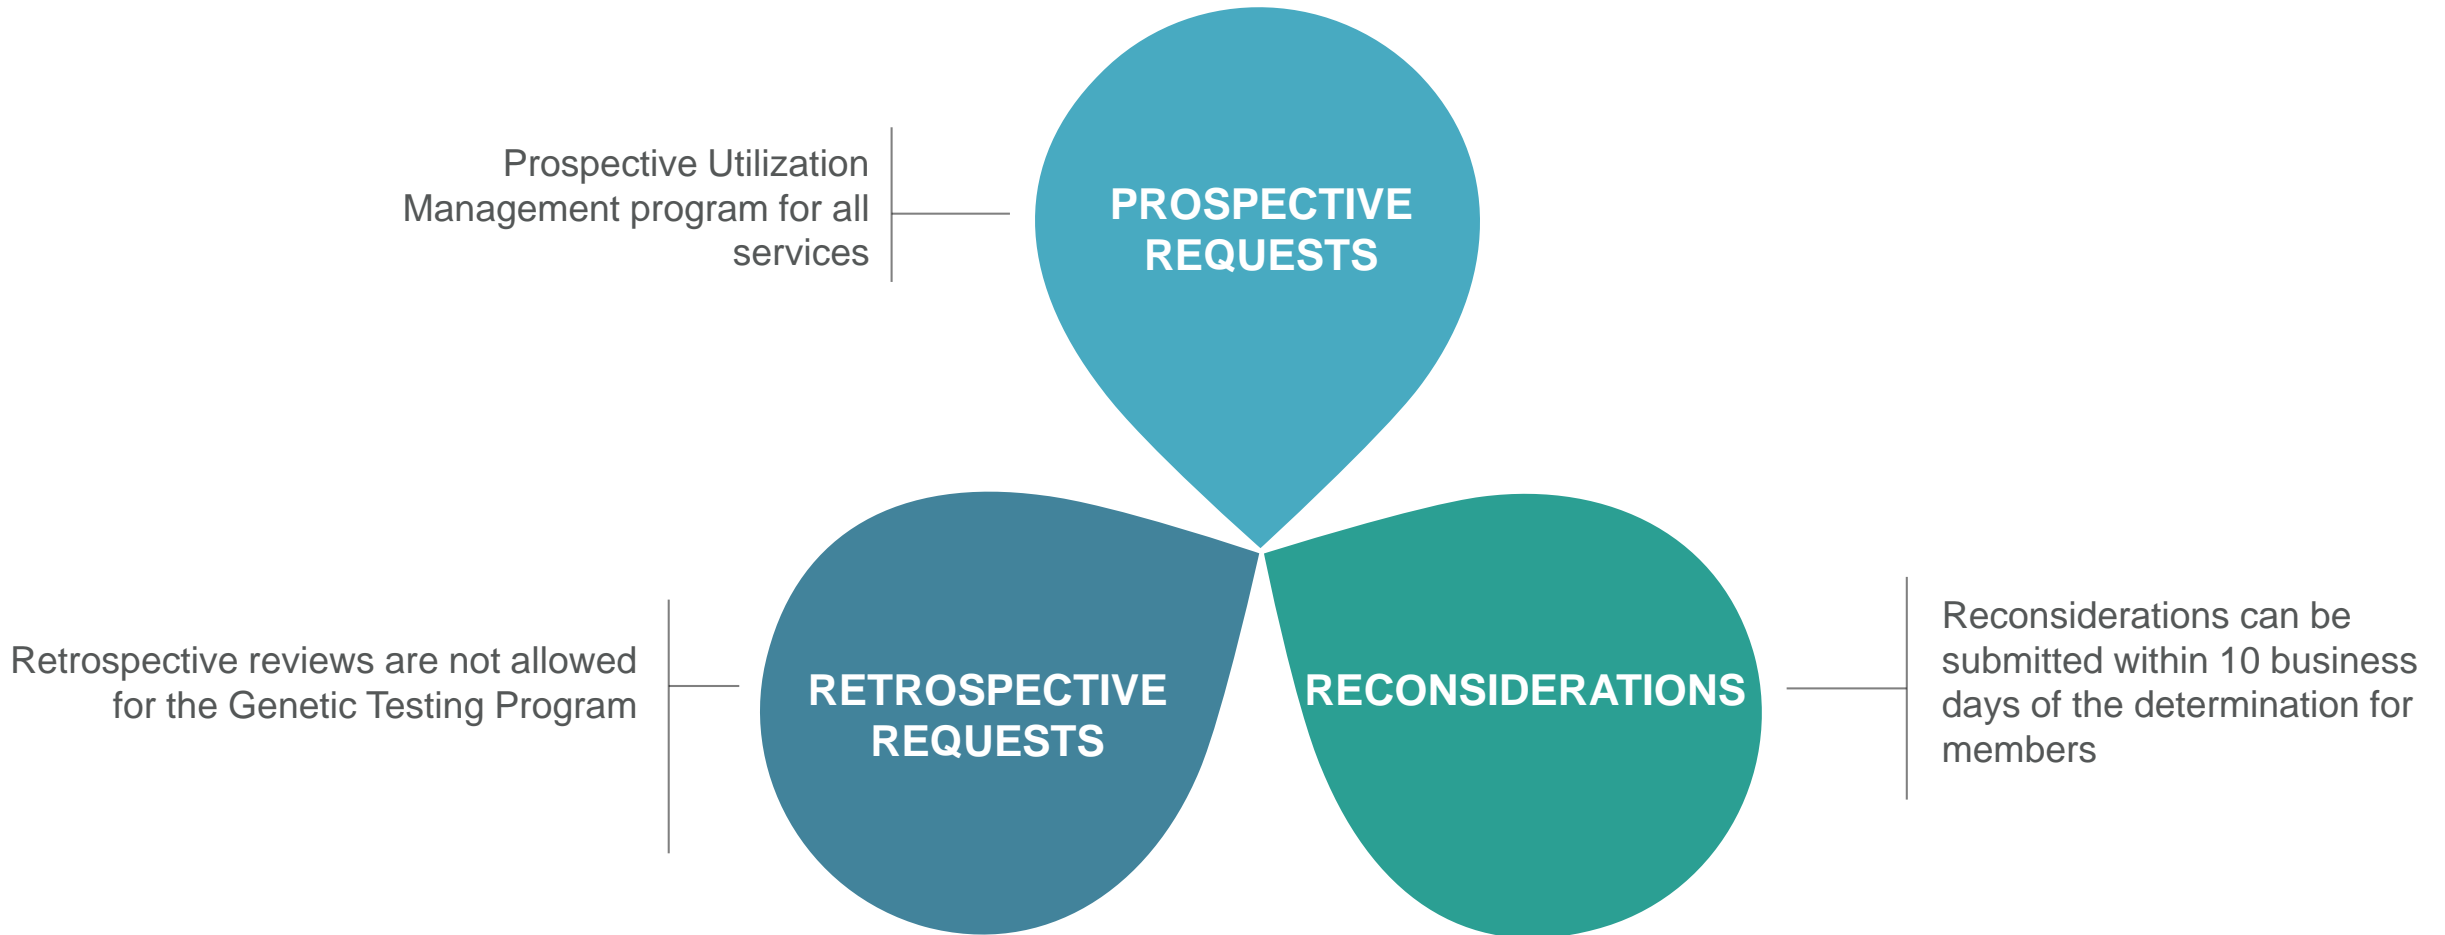 Prospective Utilization
Management program for all
services
PROSPECTIVE
REQUESTS
Retrospective reviews are not allowed
for the Genetic Testing Program
RETROSPECTIVE
REQUESTS
RECONSIDERATIONS
Reconsiderations can be
submitted within 10 business
days of the determination for
members